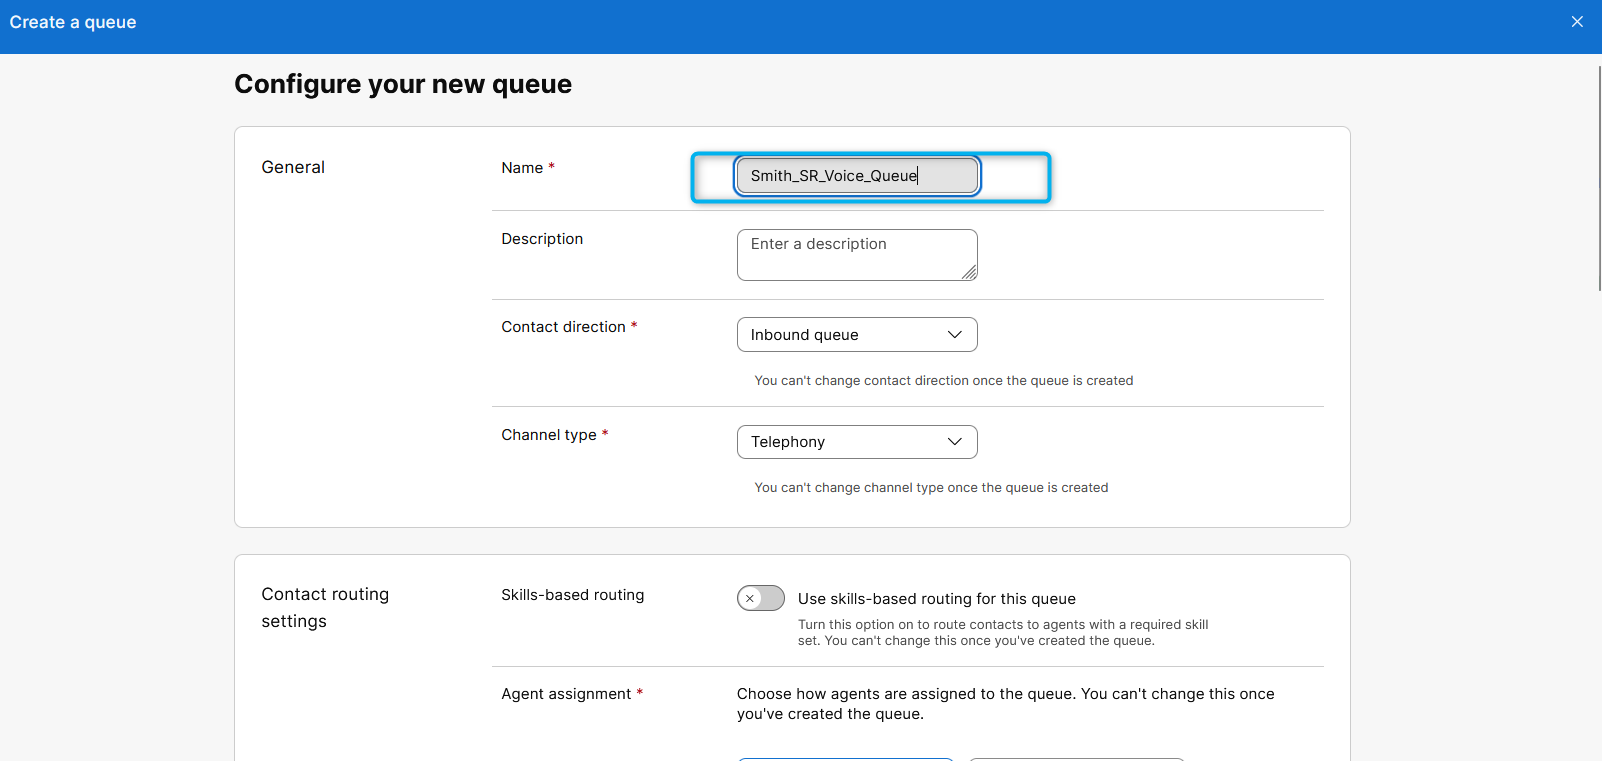 Create a queue
Configure your new queue
General
Name *
Smith_SR_Voice_Queue
Description
Enter a description
Contact direction *
Inbound queue
You can't change contact direction once the queue is created
Channel type *
Telephony
You can't change channel type once the queue is created
Contact routing
settings
Skills-based routing
Use skills-based routing for this queue
Turn this option on to route contacts to agents with a required skill
set. You can't change this once you've created the queue.
Agent assignment *
Choose how agents are assigned to the queue. You can't change this once
you've created the queue.